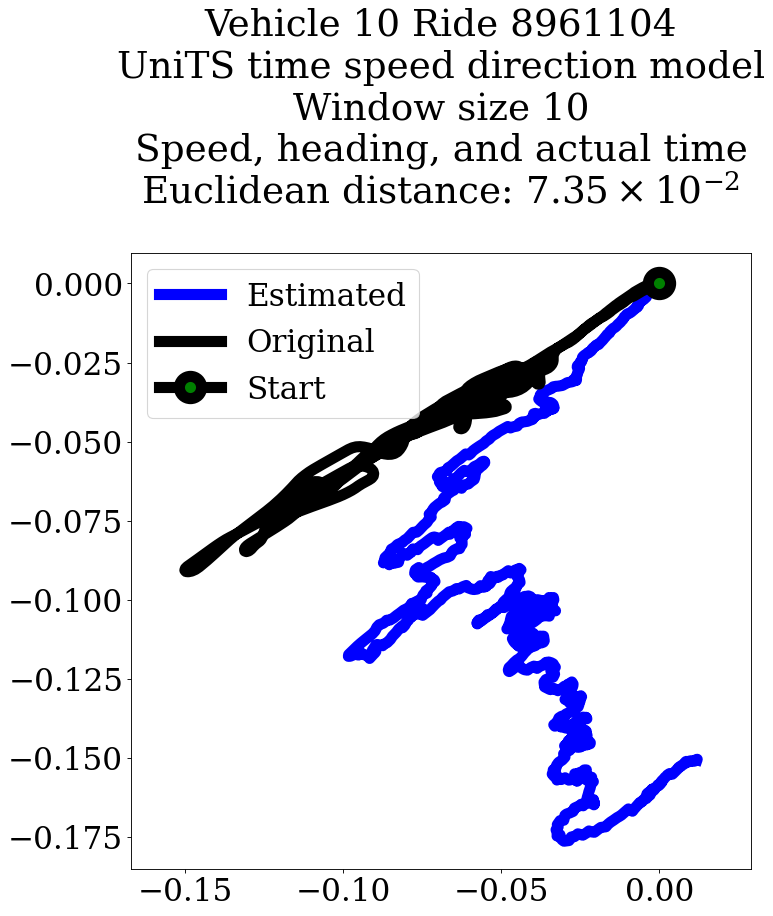 Vehicle 10 Ride 8961104
UniTS time speed direction model
Window size 10
Speed, heading, and actual time
Euclidean distance: 7.35 × 10⁻²
Estimated
Original
Start
0.000
−0.025
−0.050
−0.075
−0.100
−0.125
−0.150
−0.175
−0.15
−0.10
−0.05
0.00